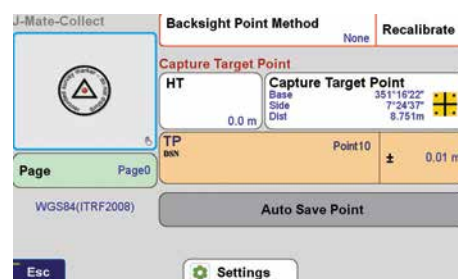 J-Mate-Collect
Backsight Point Method
None
Recalibrate
Capture Target Point
HT
0.0 m
Capture Target Point
Base 351°16'22"
Side 7°24'37"
Dist 8.751m
TP
DSN
Point10
± 0.01 m
Page Page0
WGS84(ITRF2008)
Auto Save Point
Esc
Settings